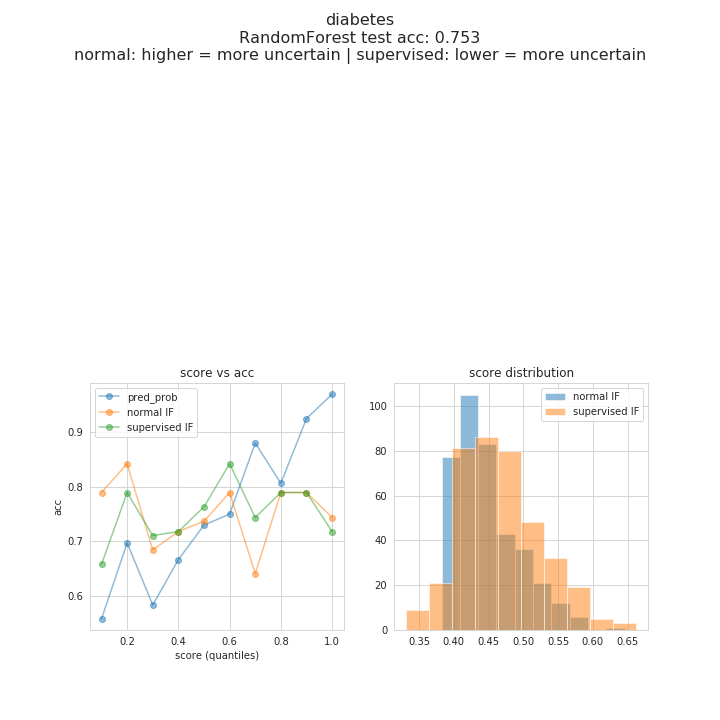 diabetes
RandomForest test acc: 0.753
normal: higher = more uncertain | supervised: lower = more uncertain
score vs acc
pred_prob
normal IF
supervised IF
0.9
0.8
0.7
0.6
acc
0.2 0.4 0.6 0.8 1.0
score (quantiles)
score distribution
normal IF
supervised IF
100
80
60
40
20
0
0.35 0.40 0.45 0.50 0.55 0.60 0.65